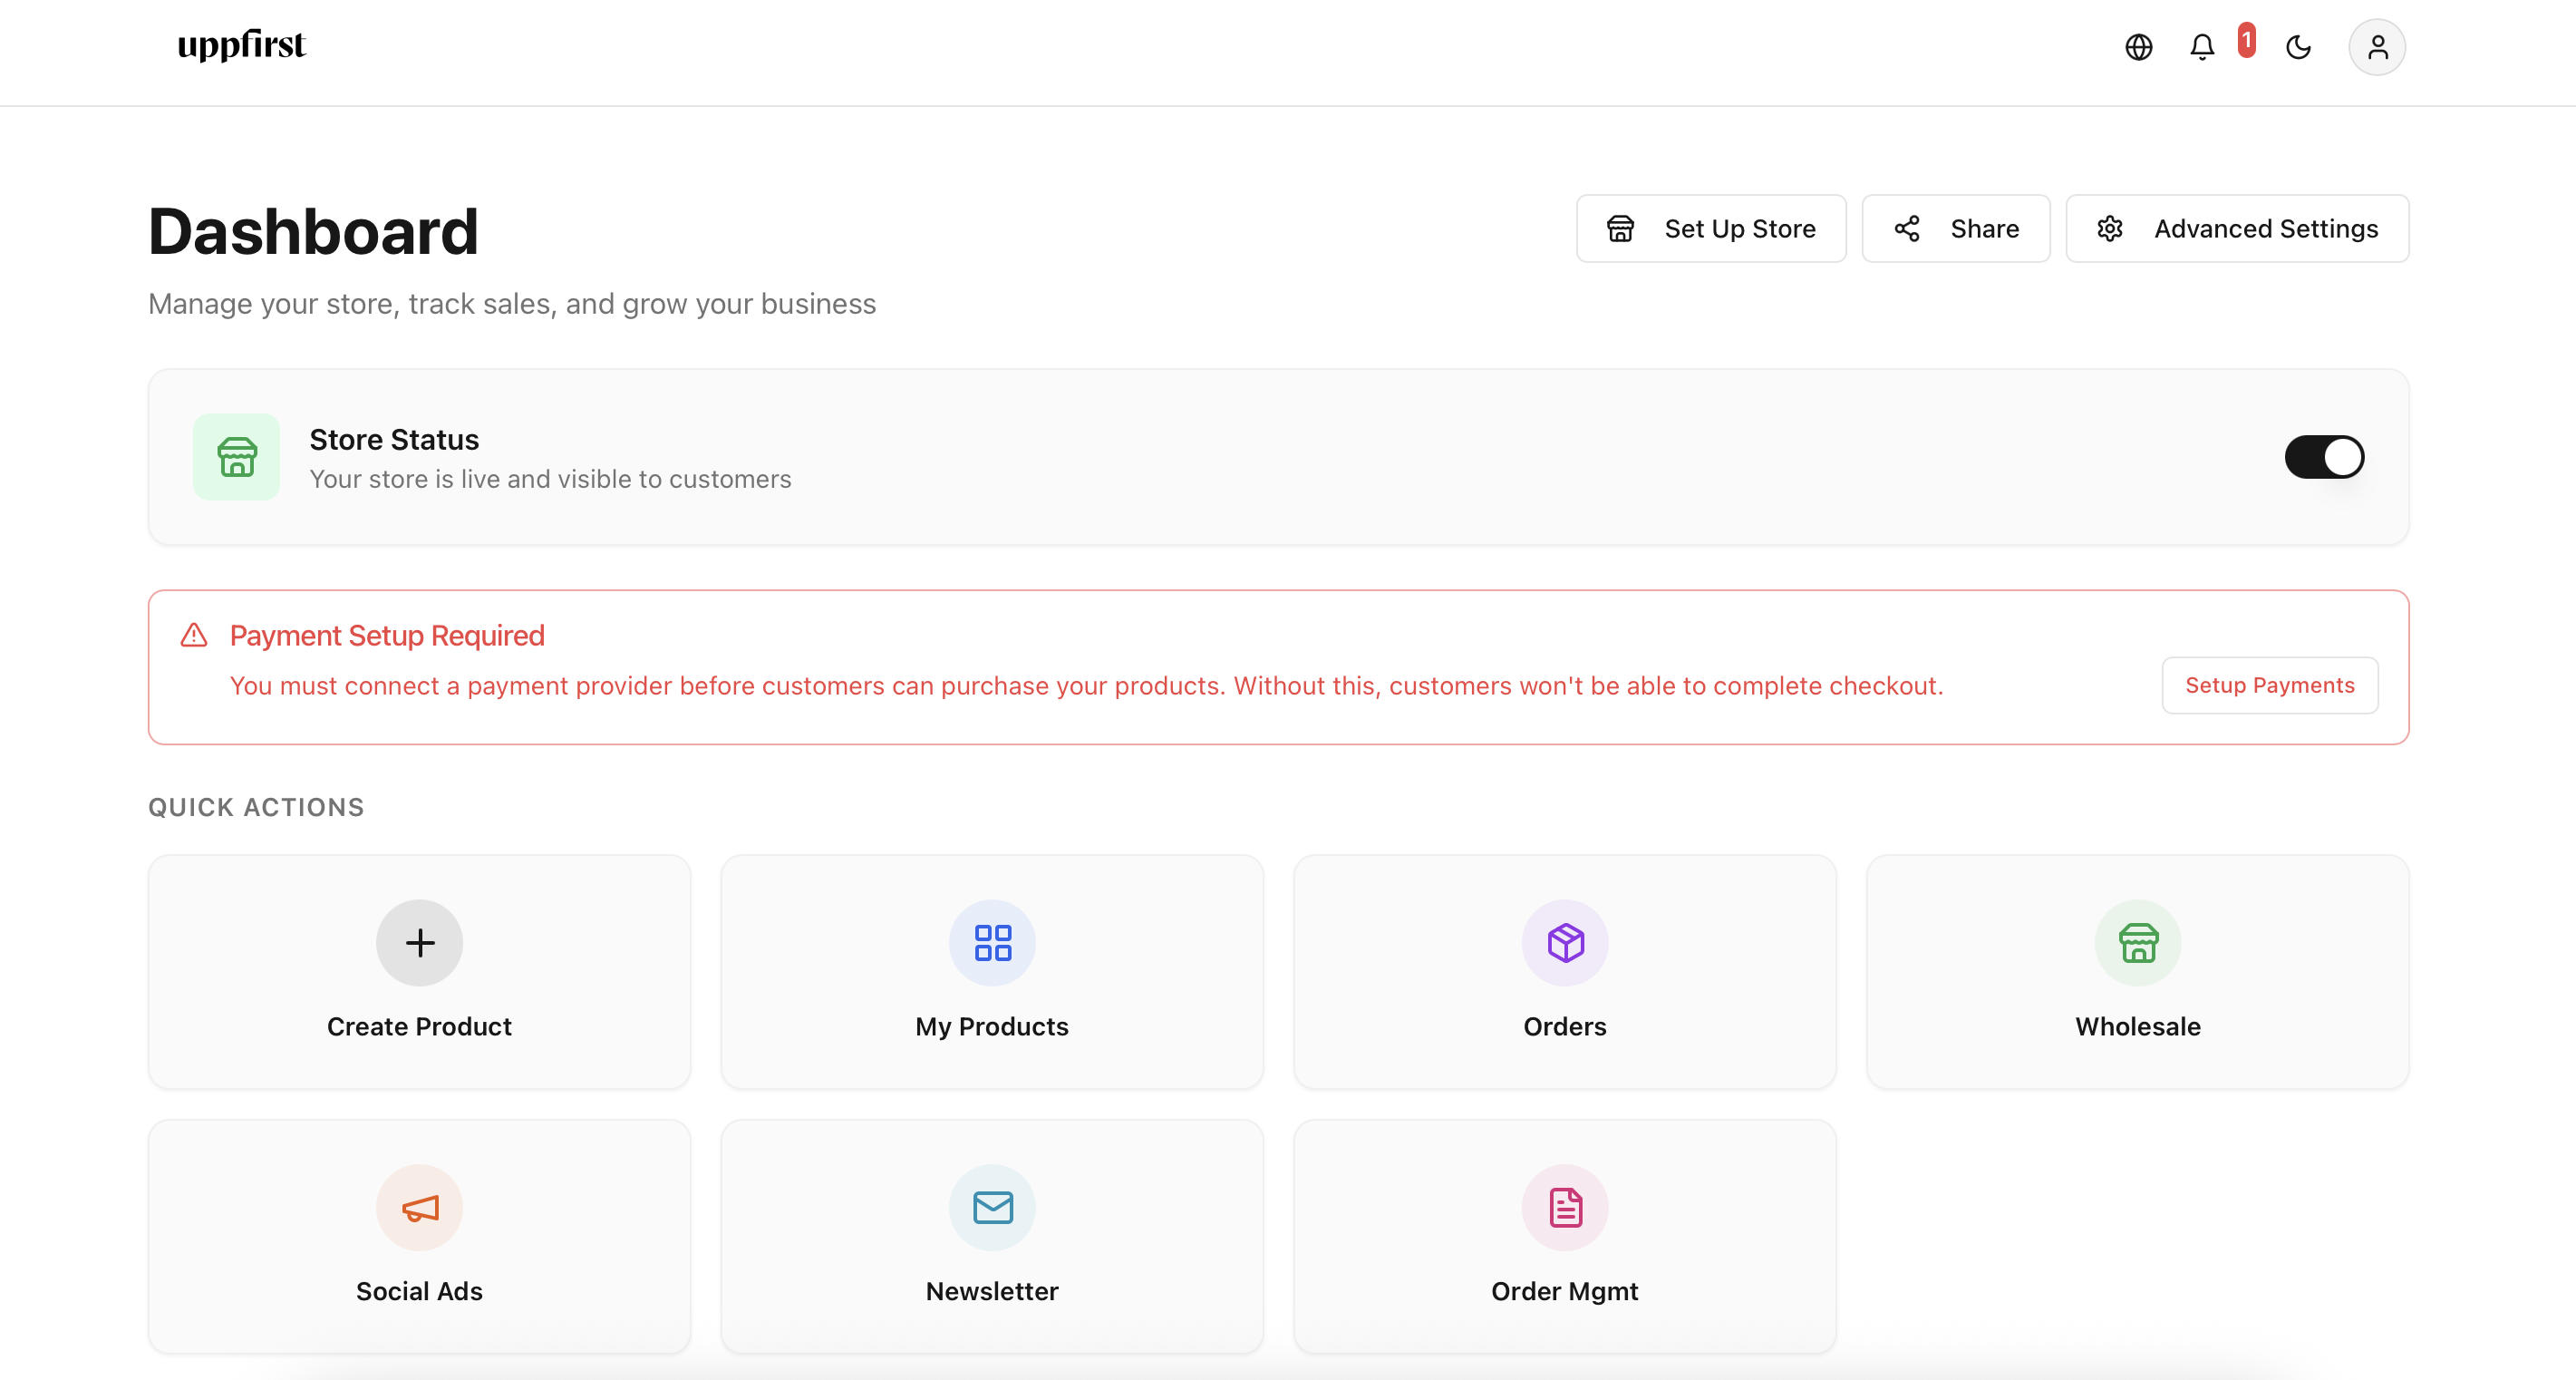 uppfirst
1
Dashboard
Set Up Store
Share
Advanced Settings
Manage your store, track sales, and grow your business
Store Status
Your store is live and visible to customers
Payment Setup Required
You must connect a payment provider before customers can purchase your products. Without this, customers won't be able to complete checkout.
Setup Payments
QUICK ACTIONS
Create Product
My Products
Orders
Wholesale
Social Ads
Newsletter
Order Mgmt